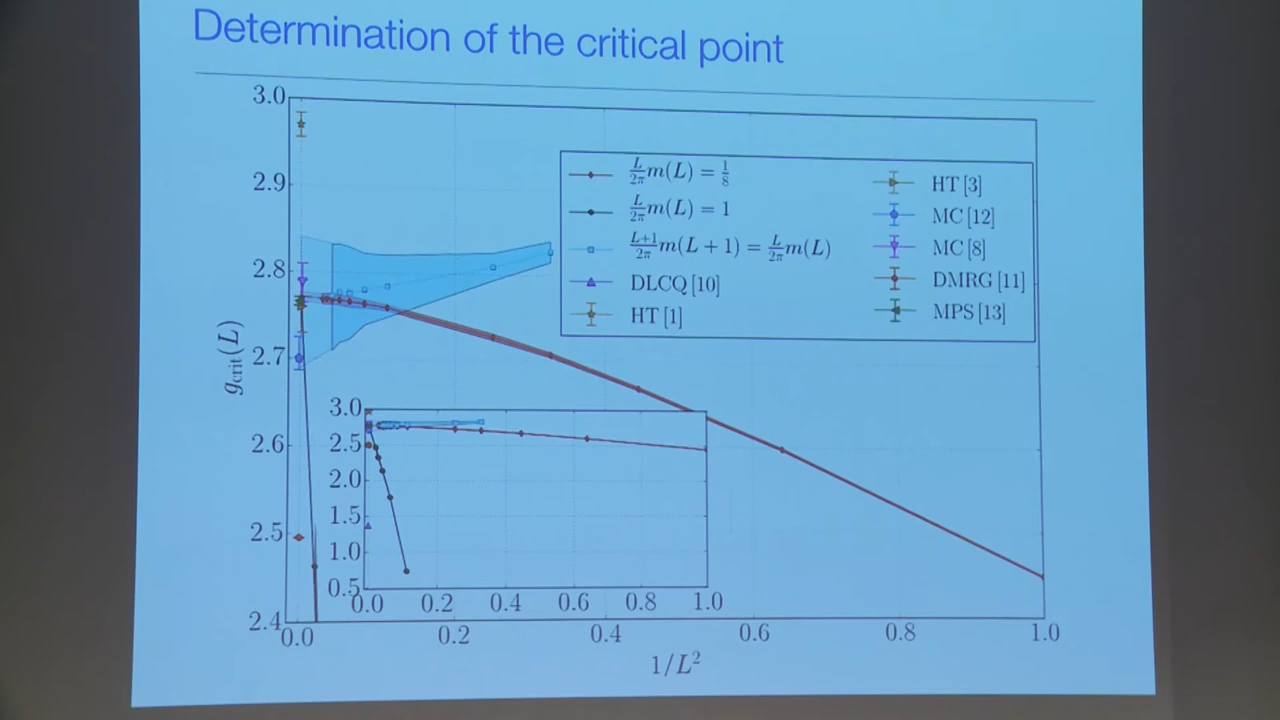 Determination of the critical point
3.0
2.9
2.8
2.7
2.6
2.5
2.4
g_crit(L)
L/2π m(L) = 1/8
L/2π m(L) = 1
L+1/2π m(L + 1) = L/2π m(L)
DLCQ [10]
HT [1]
HT [3]
MC [12]
MC [8]
DMRG [11]
MPS [13]
3.0
2.5
2.0
1.5
1.0
0.5
0.0 0.2 0.4 0.6 0.8 1.0
0.0 0.2 0.4 0.6 0.8 1.0
1/L²